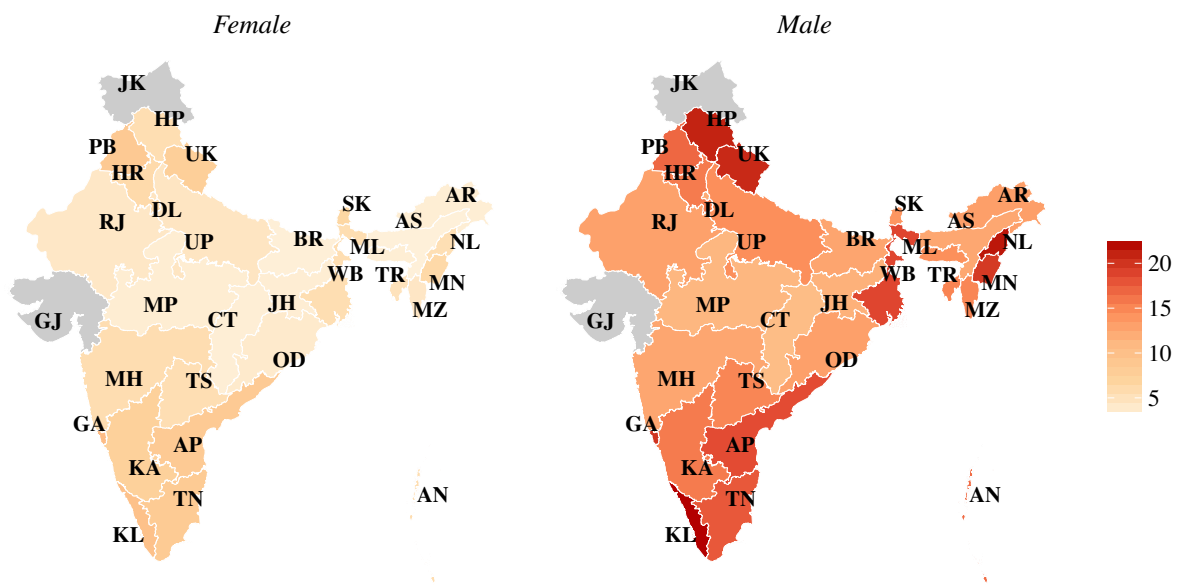 Female
JK
HP
PB
UK
HR
SK
AR
DL
RJ
AS
UP
BR
ML
NL
WB
TR
MN
MP
JH
MZ
CT
GJ
OD
MH
TS
GA
AP
KA
AN
TN
KL
Male
JK
HP
PB
UK
HR
SK
AR
DL
RJ
AS
UP
BR
ML
NL
WB
TR
MN
MP
JH
MZ
CT
GJ
OD
MH
TS
GA
AP
KA
AN
TN
KL
20
15
10
5